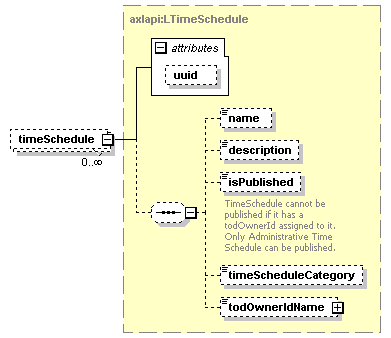 axlapi:LTimeSchedule
attributes
uuid
timeSchedule
0..∞
name
description
isPublished
TimeSchedule cannot be
published if it has a
todOwnerId assigned to it.
Only Administrative Time
Schedule can be published.
timeScheduleCategory
todOwnerIdName